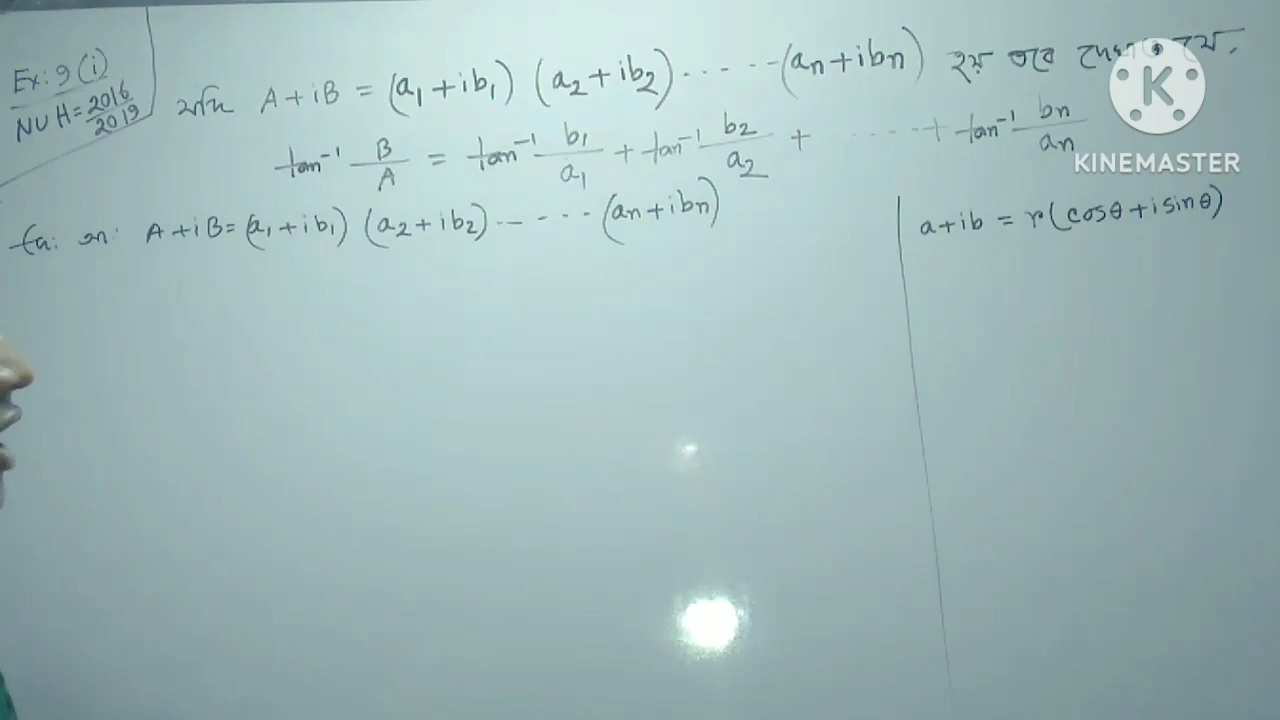 Ex: 9 (i)
NUH = 2016/2019
যদি A + iB = (a₁ + ib₁) (a₂ + ib₂) ...... (an + ibn) হয় তবে
tan⁻¹ B/A = tan⁻¹ b₁/a₁ + tan⁻¹ b₂/a₂ + ...... + tan⁻¹ bn/an
A + iB = (a₁ + ib₁) (a₂ + ib₂) ...... (an + ibn)
a + ib = r (cosθ + i sinθ)
KINEMASTER